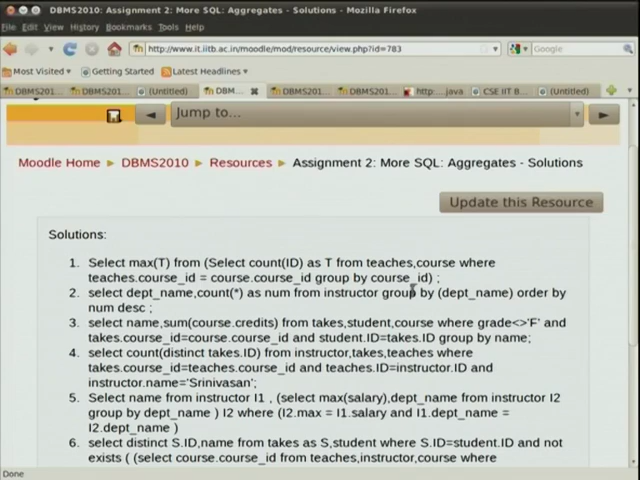 DBMS2010: Assignment 2: More SQL: Aggregates - Solutions - Mozilla Firefox
File Edit View History Bookmarks Tools Help
http://www.it.iitb.ac.in/moodle/mod/resource/view.php?id=783
Google
Most Visited Getting Started Latest Headlines
DBMS201... DBMS201... (Untitled) DBM... DBMS201... DBMS201... http:....java CSE IIT B... (Untitled)
Jump to...
Moodle Home ► DBMS2010 ► Resources ► Assignment 2: More SQL: Aggregates - Solutions
Update this Resource
Solutions:
1. Select max(T) from (Select count(ID) as T from teaches,course where
teaches.course_id = course.course_id group by course_id) ;
2. select dept_name,count(*) as num from instructor group by (dept_name) order by
num desc ;
3. select name,sum(course.credits) from takes,student,course where grade<>'F' and
takes.course_id=course.course_id and student.ID=takes.ID group by name;
4. select count(distinct takes.ID) from instructor,takes,teaches where
takes.course_id=teaches.course_id and teaches.ID=instructor.ID and
instructor.name='Srinivasan';
5. Select name from instructor I1 , (select max(salary),dept_name from instructor I2
group by dept_name ) I2 where (I2.max = I1.salary and I1.dept_name =
I2.dept_name )
6. select distinct S.ID,name from takes as S,student where S.ID=student.ID and not
exists ( (select course.course_id from teaches,instructor,course where
Done